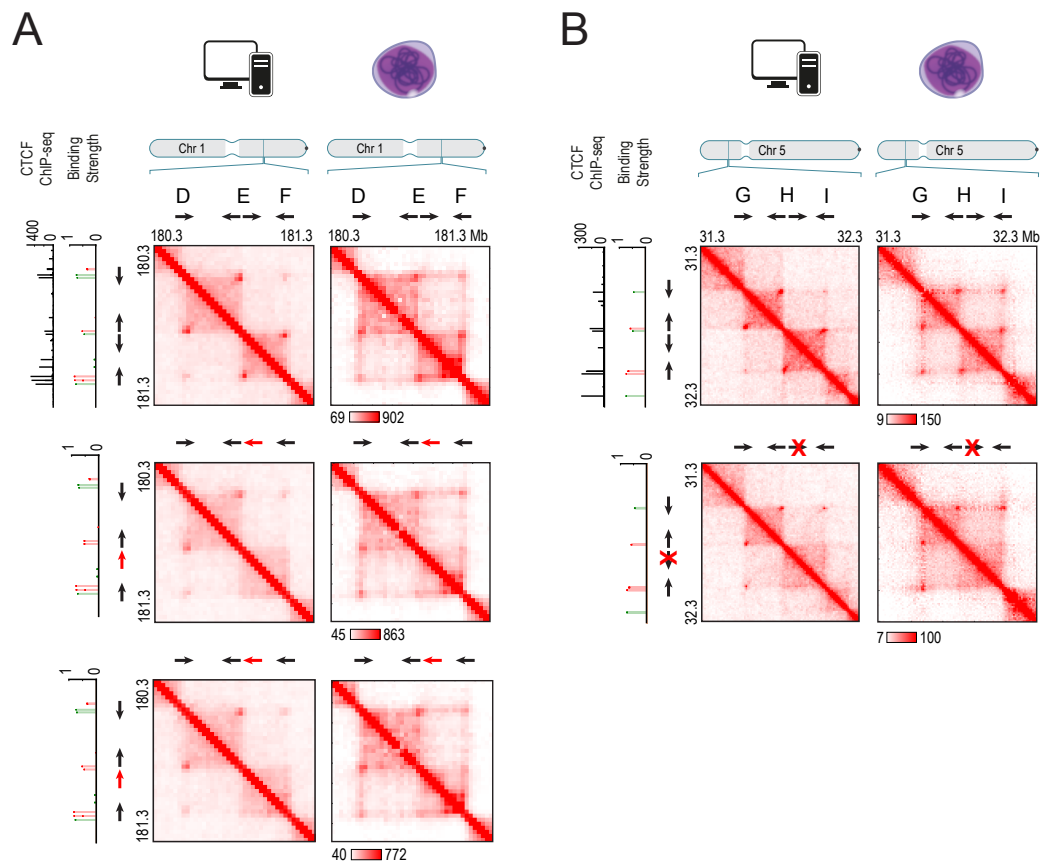 A
B
CTCF
ChIP-seq
Binding
Strength
Chr 1
Chr 1
D E F
D E F
400
0
1
0
180.3 181.3
180.3 181.3 Mb
180.3
181.3
69 902
1
0
180.3
181.3
45 863
1
0
180.3
181.3
40 772
CTCF
ChIP-seq
Binding
Strength
Chr 5
Chr 5
G H I
G H I
300
0
1
0
31.3 32.3
31.3 32.3 Mb
31.3
32.3
9 150
X
X
1
0
X
31.3
32.3
7 100